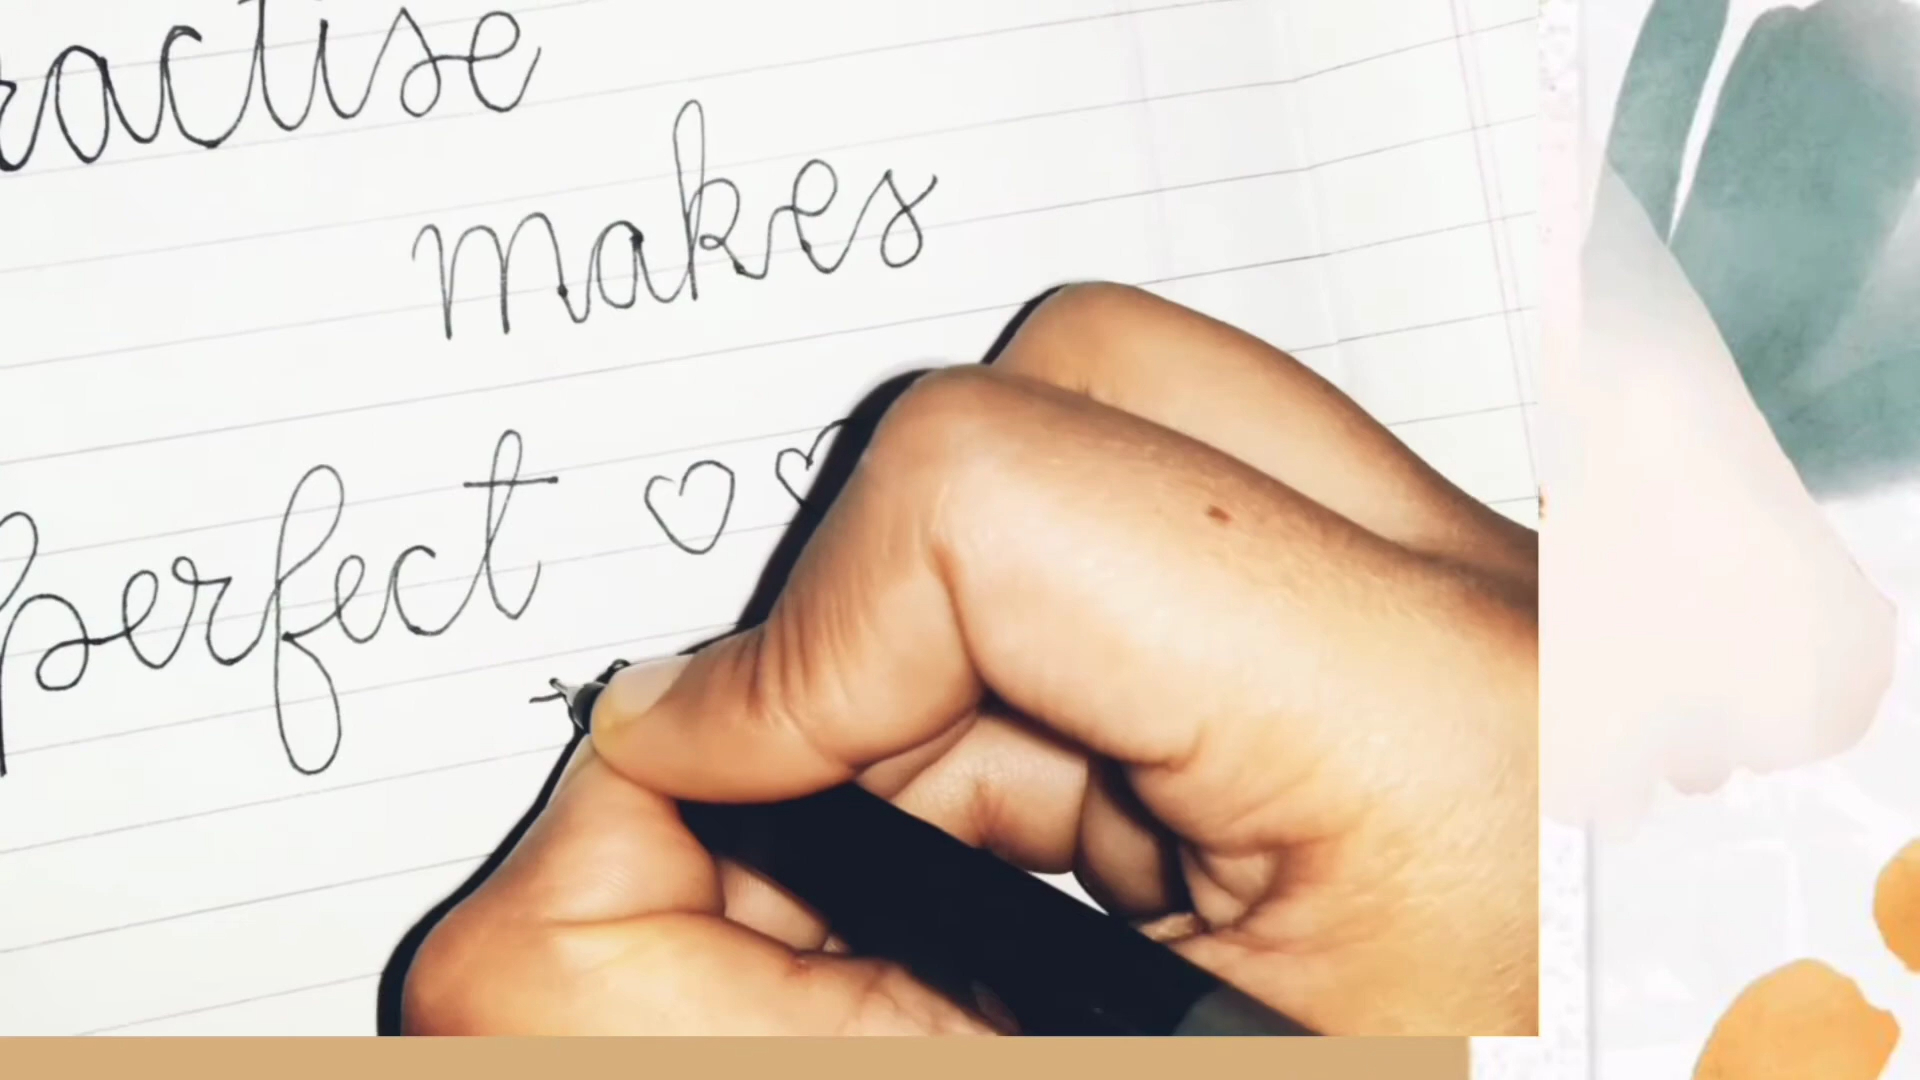 ractise
makes
perfect ♡♡